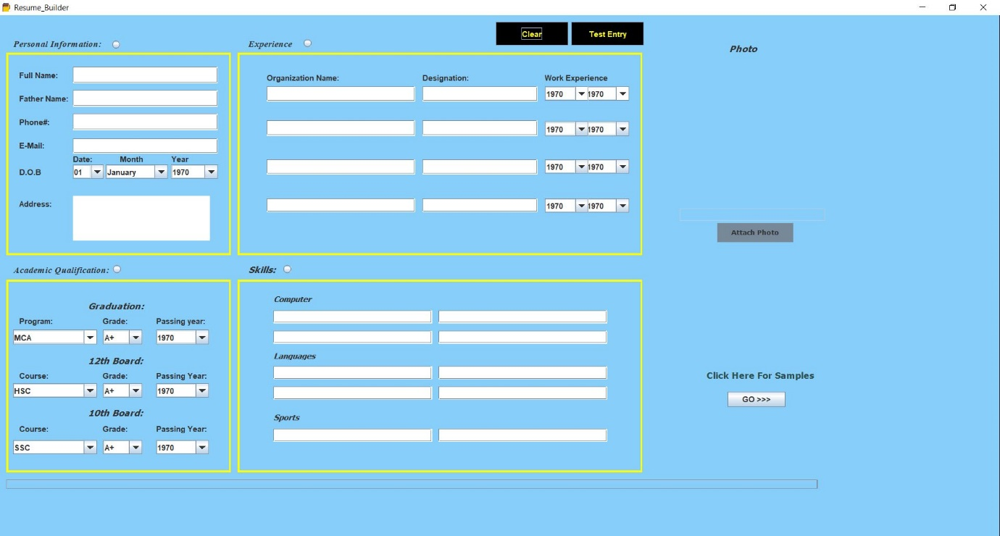 Resume_Builder
Clear
Test Entry
Personal Information:
Experience
Photo
Full Name:
Father Name:
Phone#:
E-Mail:
Date: Month Year
D.O.B 01 January 1970
Address:
Organization Name: Designation: Work Experience
1970 1970
1970 1970
1970 1970
1970 1970
Attach Photo
Academic Qualification:
Skills:
Graduation:
Program: Grade: Passing year:
MCA A+ 1970
12th Board:
Course: Grade: Passing Year:
HSC A+ 1970
10th Board:
Course: Grade: Passing Year:
SSC A+ 1970
Computer
Languages
Sports
Click Here For Samples
GO >>>